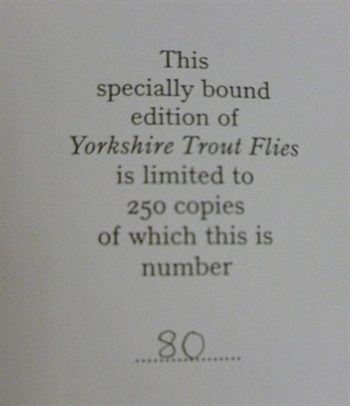 This
specially bound
edition of
Yorkshire Trout Flies
is limited to
250 copies
of which this is
number
80